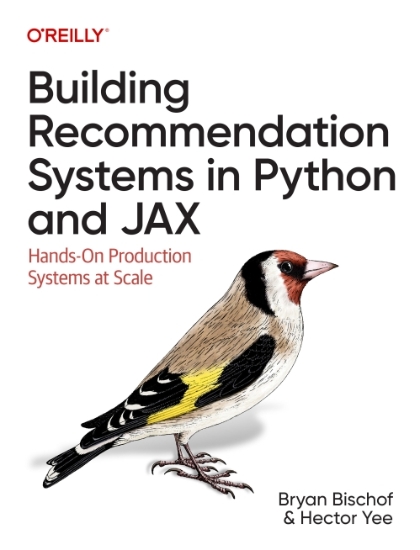 O'REILLY®
Building
Recommendation
Systems in Python
and JAX
Hands-On Production
Systems at Scale
Bryan Bischof
& Hector Yee